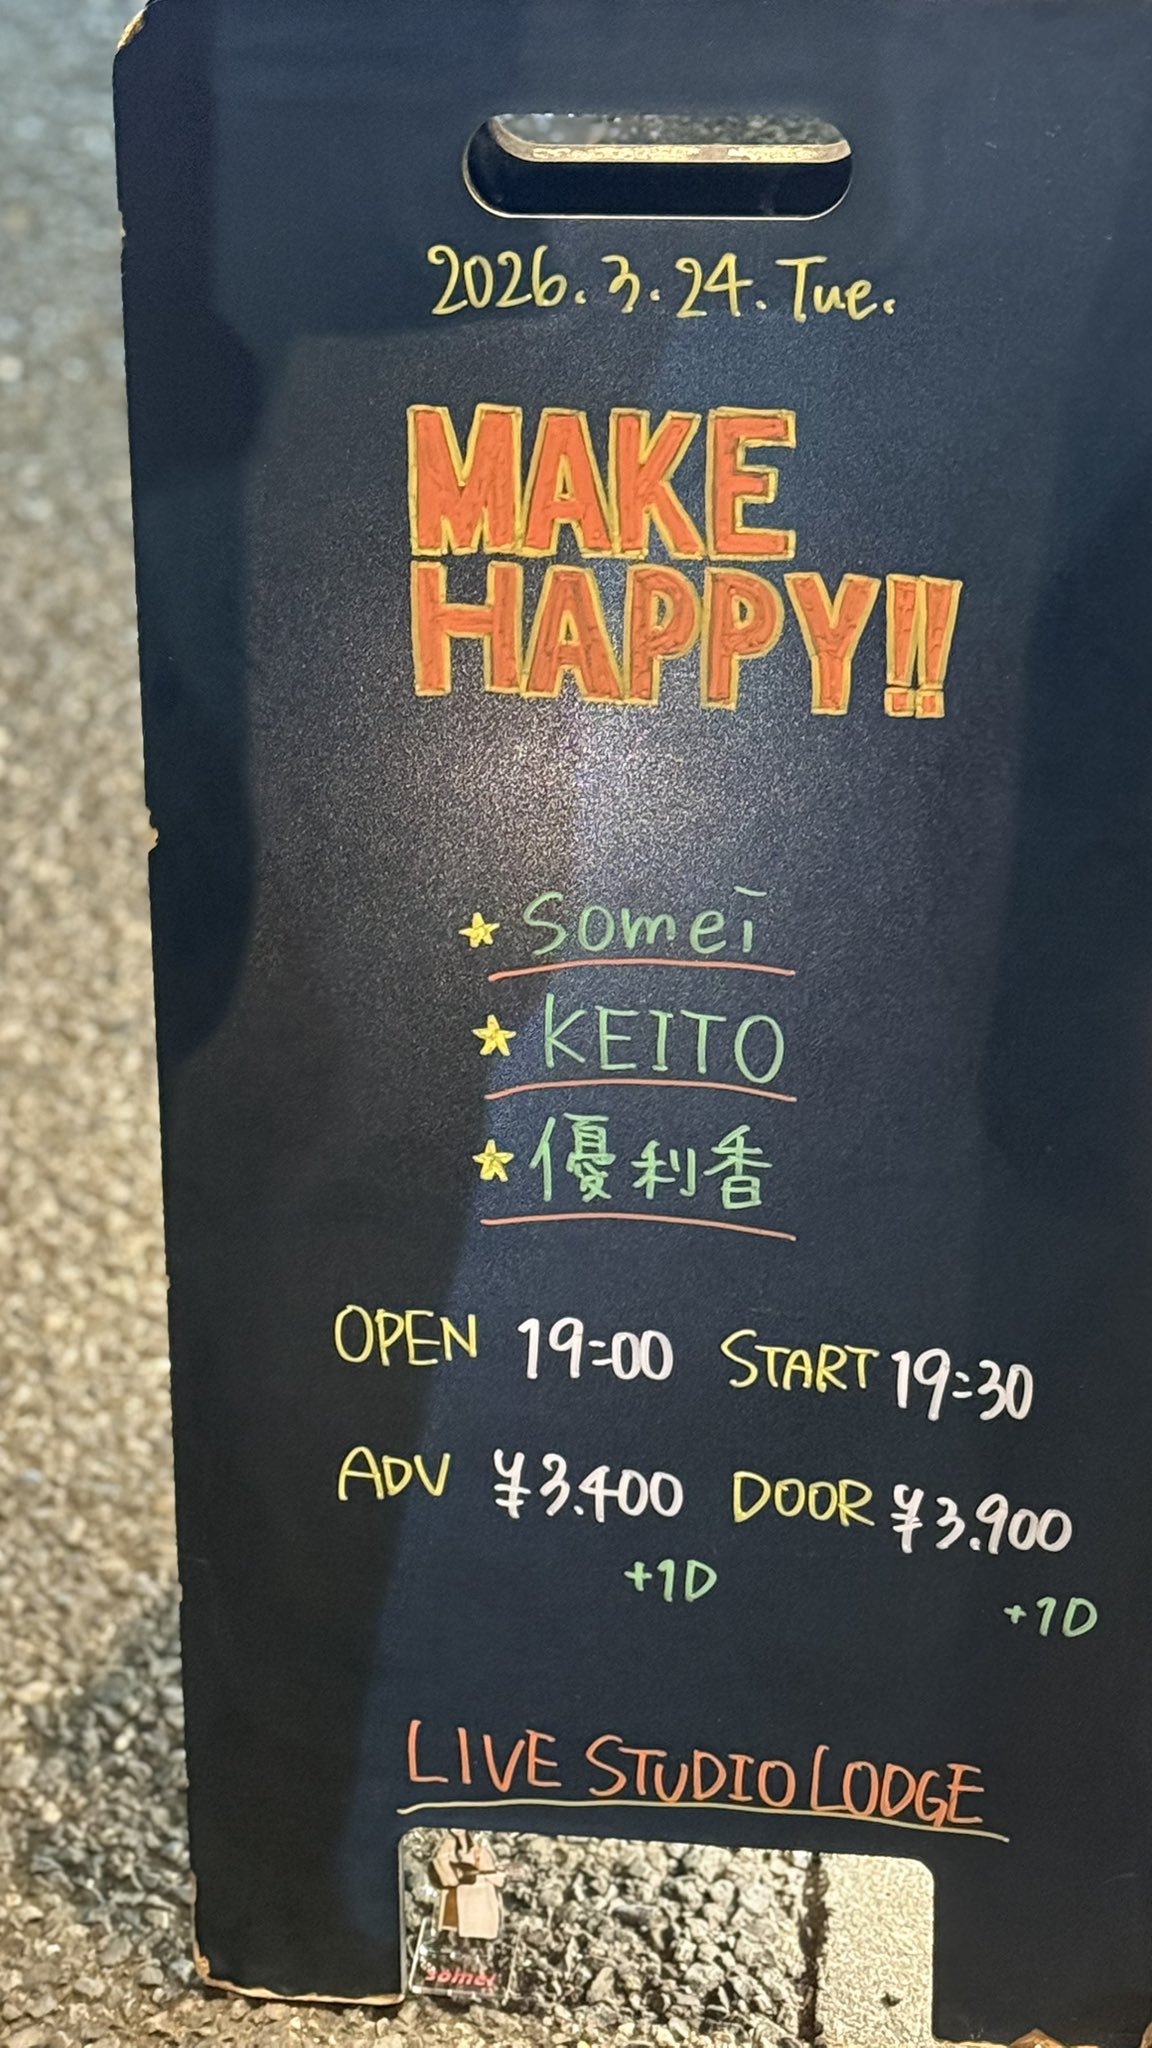 2026.3.24.Tue.
MAKE
HAPPY!!
★ Somei
★ KEITO
★ 優利香
OPEN 19:00 START 19:30
ADV ¥3.400 DOOR ¥3.900
+1D +1D
LIVE STUDIO LODGE
somei